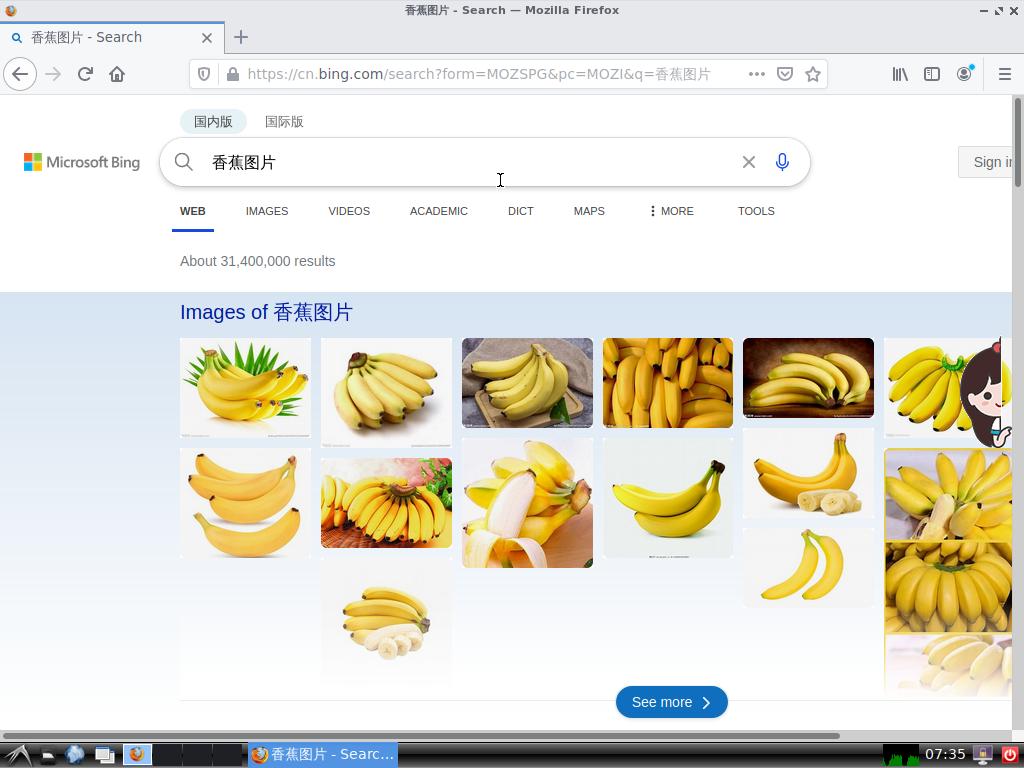 香蕉图片 - Search — Mozilla Firefox
香蕉图片 - Search
https://cn.bing.com/search?form=MOZSPG&pc=MOZI&q=香蕉图片
国内版 国际版
Microsoft Bing
香蕉图片
Sign in
WEB IMAGES VIDEOS ACADEMIC DICT MAPS MORE TOOLS
About 31,400,000 results
Images of 香蕉图片
See more
香蕉图片 - Searc...
07:35